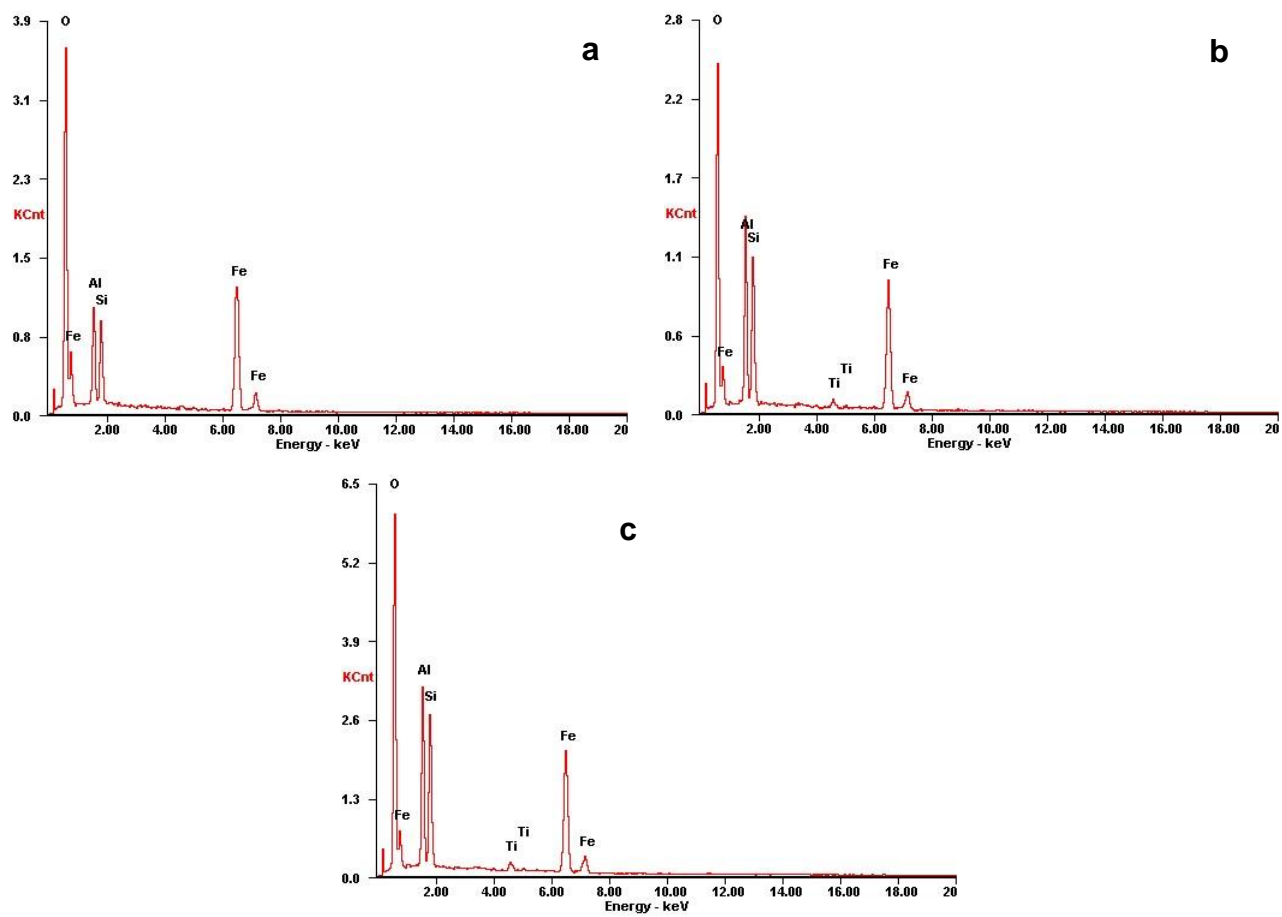 a
3.9
3.1
2.3
1.5
0.8
0.0
KCnt
O
Fe
Al
Si
Fe
Fe
2.00 4.00 6.00 8.00 10.00 12.00 14.00 16.00 18.00 20
Energy - keV
b
2.8
2.2
1.7
1.1
0.6
0.0
KCnt
O
Fe
Al
Si
Ti
Ti
Fe
Fe
2.00 4.00 6.00 8.00 10.00 12.00 14.00 16.00 18.00 20
Energy - keV
c
6.5
5.2
3.9
2.6
1.3
0.0
KCnt
O
Fe
Al
Si
Ti
Ti
Fe
Fe
2.00 4.00 6.00 8.00 10.00 12.00 14.00 16.00 18.00 20
Energy - keV